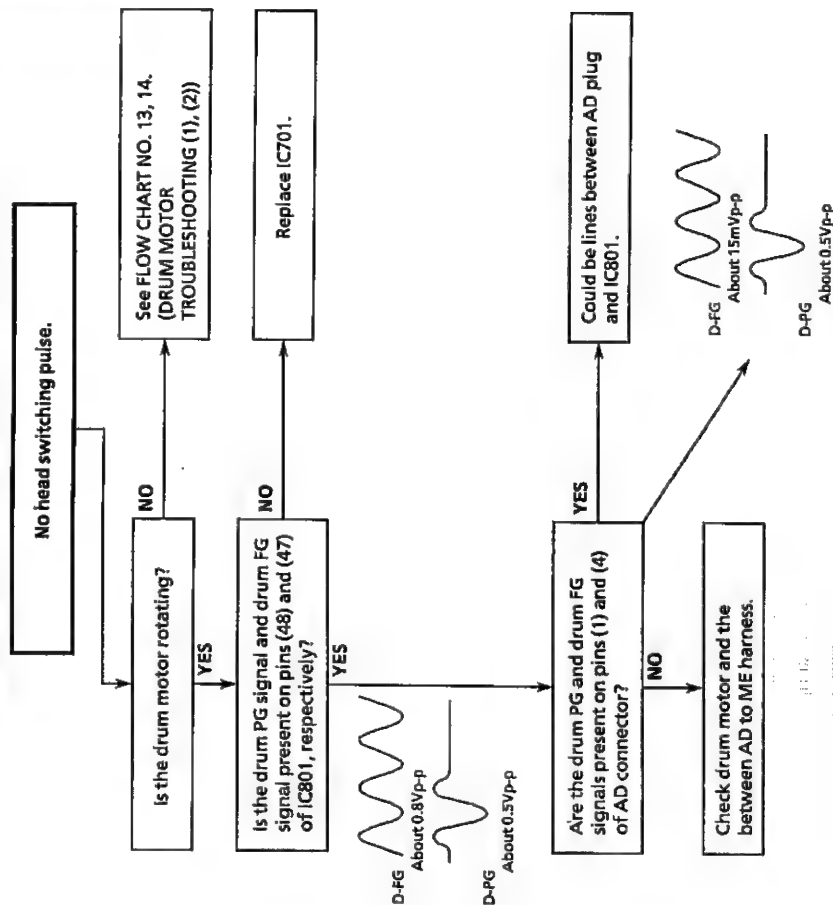 No head switching pulse.
Is the drum motor rotating?
NO
See FLOW CHART NO. 13, 14.
(DRUM MOTOR
TROUBLESHOOTING (1), (2))
YES
Is the drum PG signal and drum FG
signal present on pins (48) and (47)
of IC801, respectively?
NO
Replace IC701.
YES
D-FG
About 0.8Vp-p
D-PG
About 0.5Vp-p
Are the drum PG and drum FG
signals present on pins (1) and (4)
of AD connector?
YES
Could be lines between AD plug
and IC801.
D-FG
About 15mVp-p
D-PG
About 0.5Vp-p
NO
Check drum motor and the
between AD to ME harness.